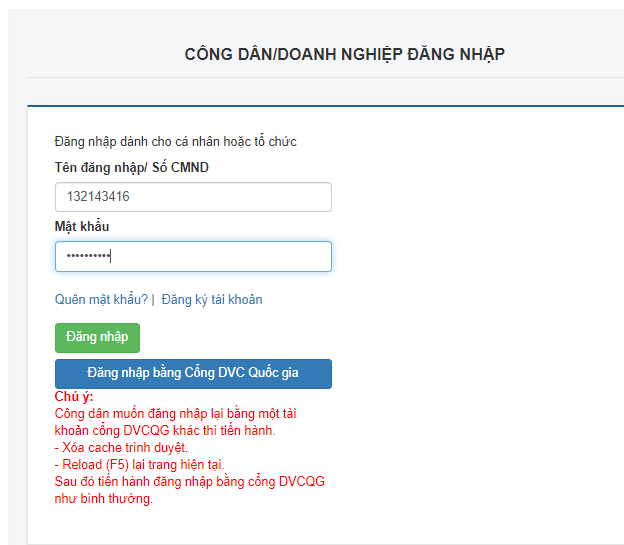 CÔNG DÂN/DOANH NGHIỆP ĐĂNG NHẬP
Đăng nhập dành cho cá nhân hoặc tổ chức
Tên đăng nhập/ Số CMND
132143416
Mật khẩu
••••••••••
Quên mật khẩu? | Đăng ký tài khoản
Đăng nhập
Đăng nhập bằng Cổng DVC Quốc gia
Chú ý:
Công dân muốn đăng nhập lại bằng một tài
khoản cổng DVCQG khác thì tiến hành.
- Xóa cache trình duyệt.
- Reload (F5) lại trang hiện tại.
Sau đó tiến hành đăng nhập bằng cổng DVCQG
như bình thường.